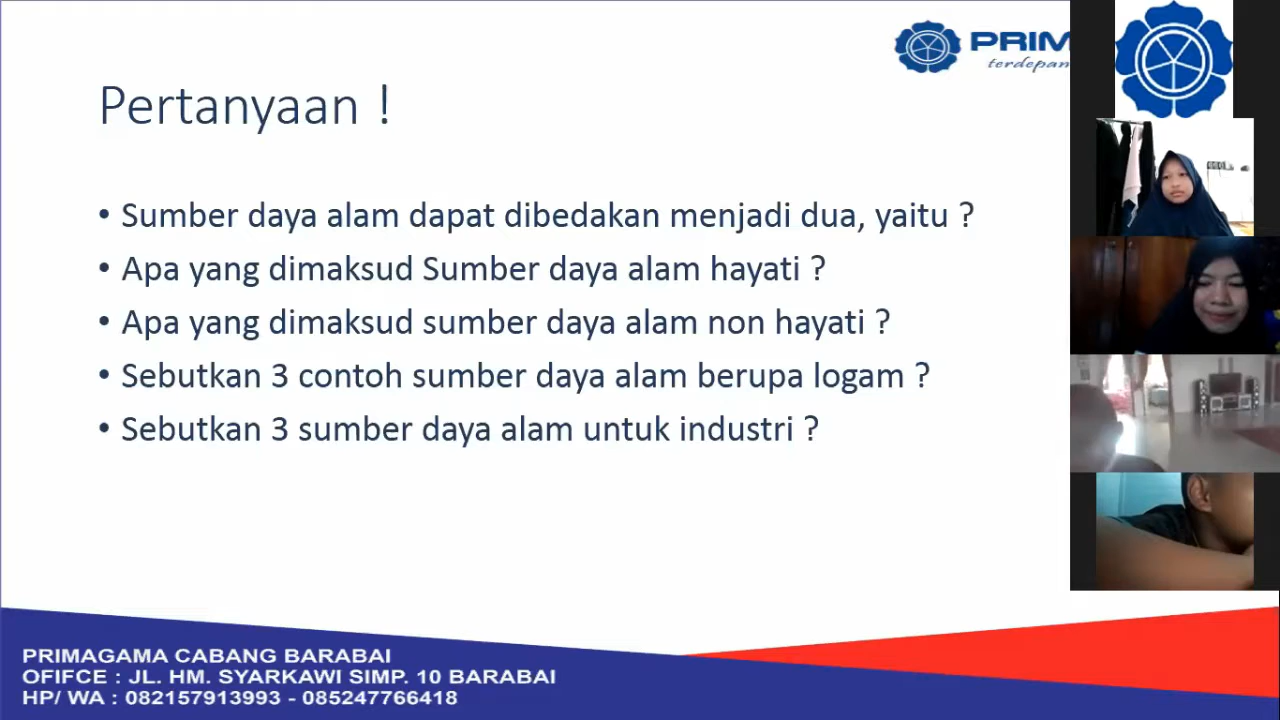 PRIM
terdepan
Pertanyaan !
• Sumber daya alam dapat dibedakan menjadi dua, yaitu ?
• Apa yang dimaksud Sumber daya alam hayati ?
• Apa yang dimaksud sumber daya alam non hayati ?
• Sebutkan 3 contoh sumber daya alam berupa logam ?
• Sebutkan 3 sumber daya alam untuk industri ?
PRIMAGAMA CABANG BARABAI
OFIFCE : JL. HM. SYARKAWI SIMP. 10 BARABAI
HP/ WA : 082157913993 - 085247766418